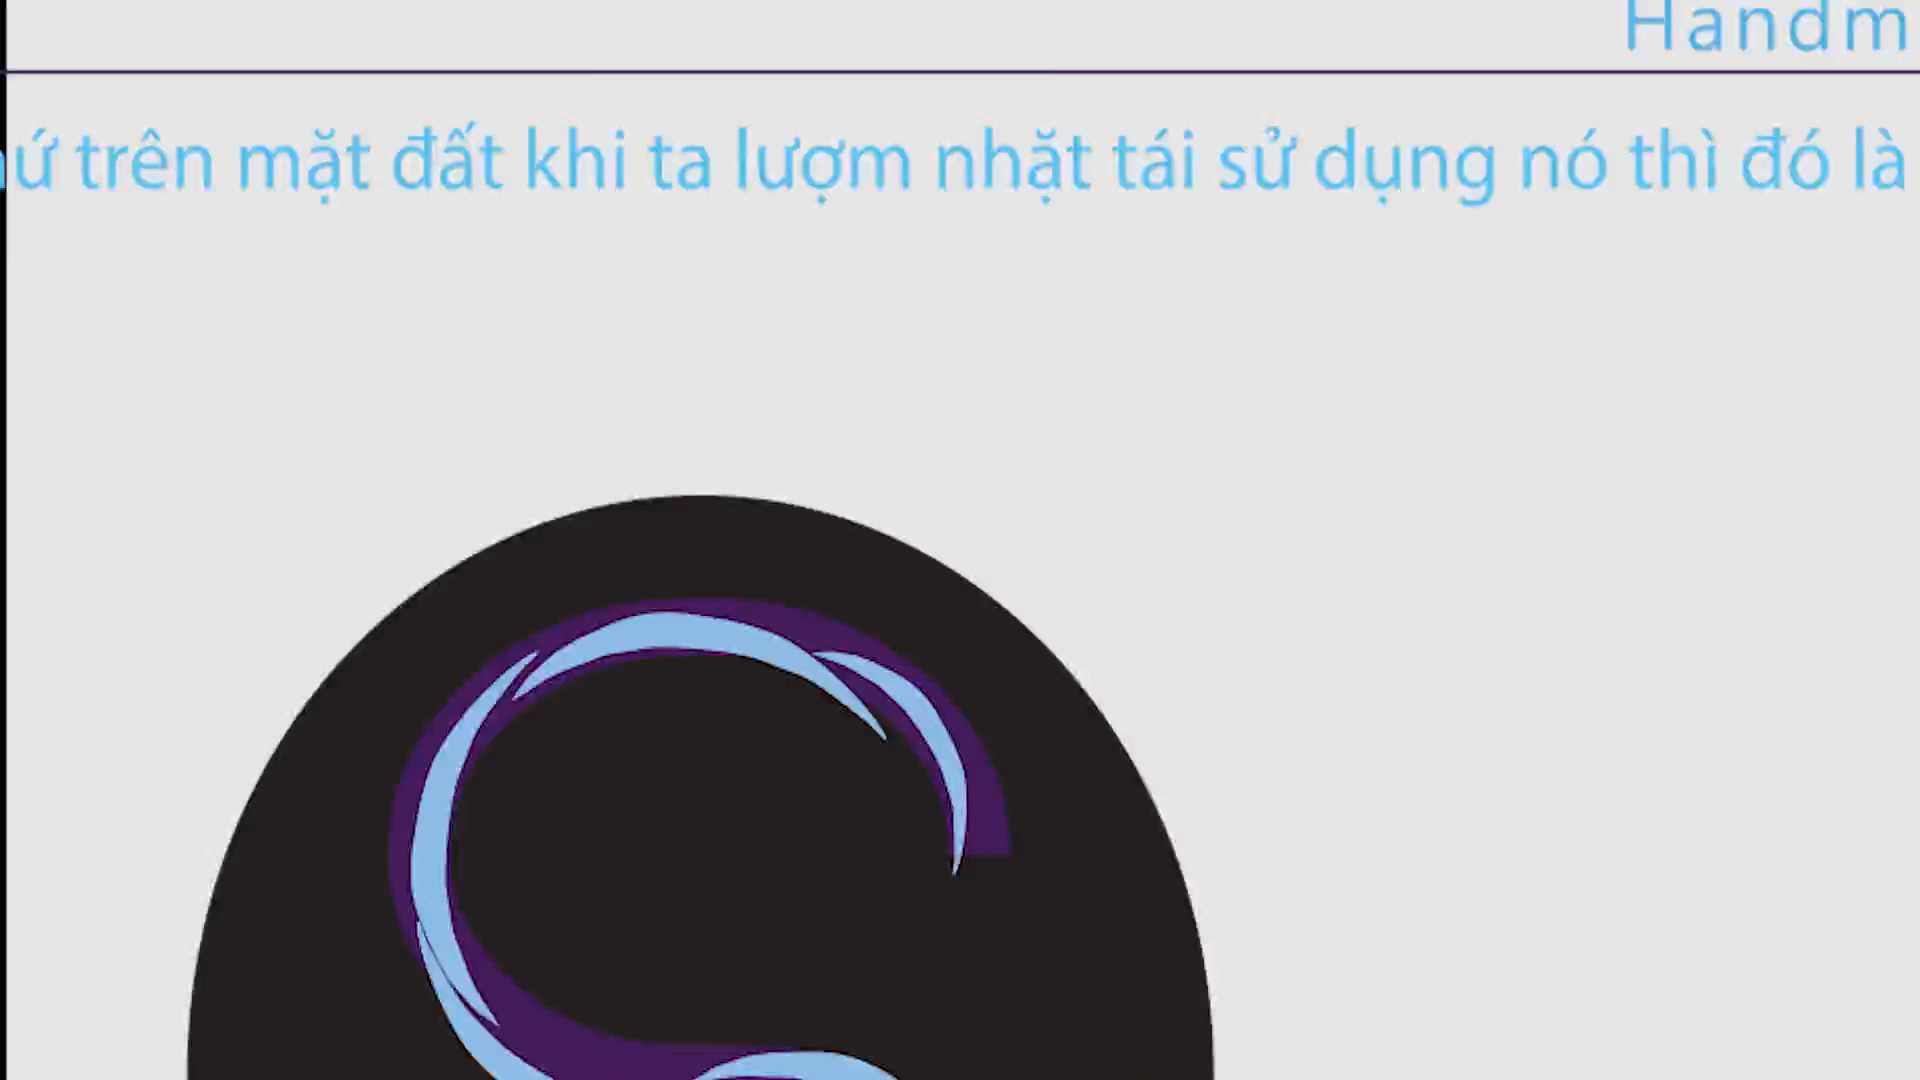 Handm
ứ trên mặt đất khi ta lượm nhặt tái sử dụng nó thì đó là